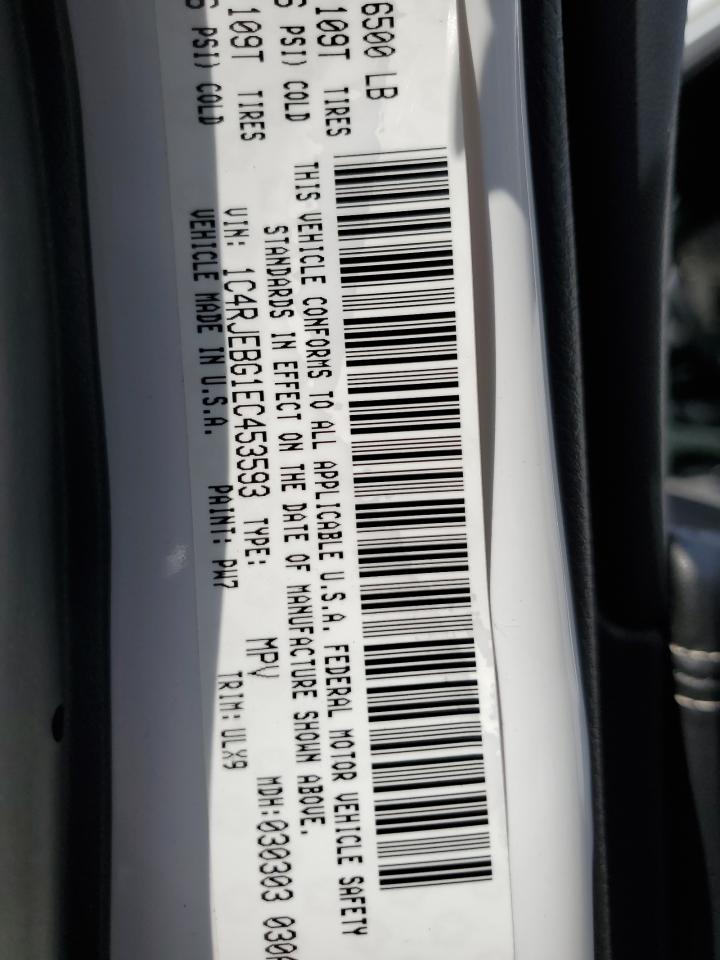 6500 LB
109T TIRES
PSI) COLD
109T TIRES
PSI) COLD
THIS VEHICLE CONFORMS TO ALL APPLICABLE U.S.A. FEDERAL MOTOR VEHICLE SAFETY
STANDARDS IN EFFECT ON THE DATE OF MANUFACTURE SHOWN ABOVE.
VIN: 1C4RJEBG1EC453593 TYPE: MPV MDH:030303
VEHICLE MADE IN U.S.A. PAINT: PW7 TRIM: ULX9